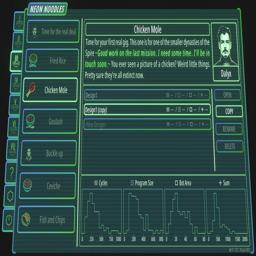 NEON NOODLES
Time for the real deal
Fried Rice
Chicken Mole
Goulash
Buckle up
Ceviche
Fish and Chips
Chicken Mole
Time for your first real gig. This one is for one of the smaller dynasties of the
Spire - Good work on the last mission. I need some time. I'll be in
touch soon. - You ever seen a picture of a chicken? Weird little things.
Pretty sure they're all extinct now.
Dalyx
Design1
Design1 (copy)
New Design
OPEN
COPY
RENAME
DELETE
Cycles
Program Size
Bot Area
Sum